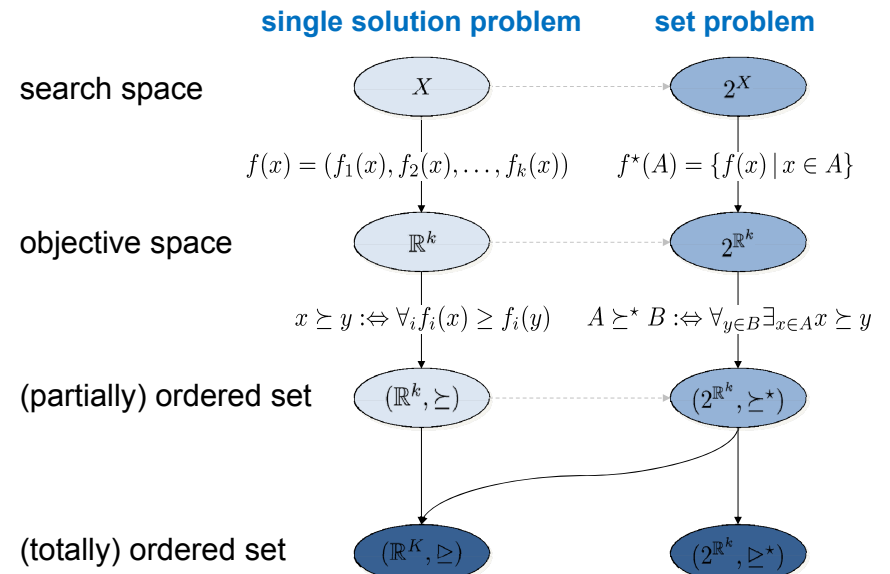 single solution problem set problem
search space X 2^X
f(x) = (f_1(x), f_2(x), . . . , f_k(x)) f^⋆(A) = {f(x) | x ∈ A}
objective space ℝ^k 2^{ℝ^k}
x ⪰ y :⇔ ∀_i f_i(x) ≥ f_i(y) A ⪰^⋆ B :⇔ ∀_{y∈B}∃_{x∈A} x ⪰ y
(partially) ordered set (ℝ^k, ⪰) (2^{ℝ^k}, ⪰^⋆)
(totally) ordered set (ℝ^K, ⊵) (2^{ℝ^k}, ⊵^⋆)